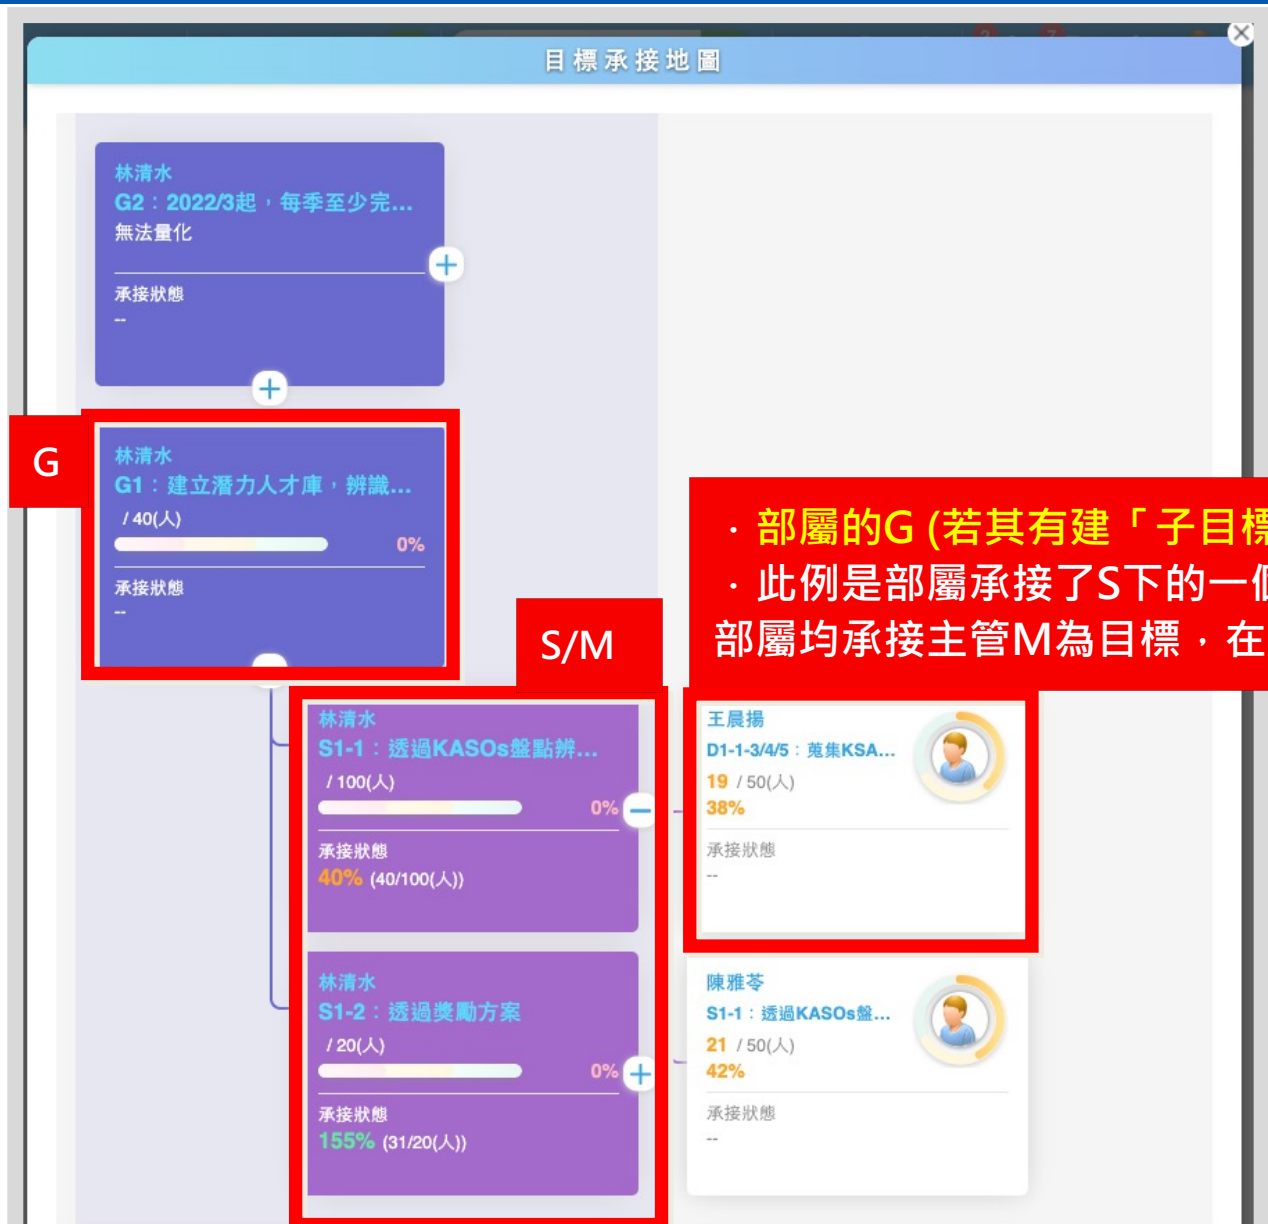 目標承接地圖
林清水
G2：2022/3起，每季至少完...
無法量化
承接狀態
--
G
林清水
G1：建立潛力人才庫，辨識...
/ 40(人)
0%
承接狀態
--
· 部屬的G (若其有建「子目標
· 此例是部屬承接了S下的一個
部屬均承接主管M為目標，在
S/M
林清水
S1-1：透過KASOs盤點辨...
/ 100(人)
0%
承接狀態
40% (40/100(人))
王晨揚
D1-1-3/4/5：蒐集KSA...
19 / 50(人)
38%
承接狀態
--
林清水
S1-2：透過獎勵方案
/ 20(人)
0%
承接狀態
155% (31/20(人))
陳雅苓
S1-1：透過KASOs盤...
21 / 50(人)
42%
承接狀態
--